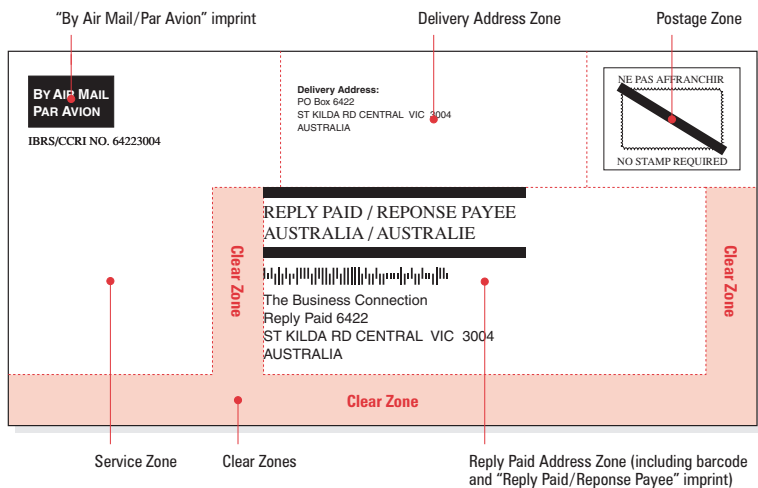 “By Air Mail/Par Avion” imprint
Delivery Address Zone
Postage Zone
BY AIR MAIL
PAR AVION
IBRS/CCRI NO. 64223004
Delivery Address:
PO Box 6422
ST KILDA RD CENTRAL VIC 3004
AUSTRALIA
NE PAS AFFRANCHIR
NO STAMP REQUIRED
REPLY PAID / REPONSE PAYEE
AUSTRALIA / AUSTRALIE
The Business Connection
Reply Paid 6422
ST KILDA RD CENTRAL VIC 3004
AUSTRALIA
Clear Zone
Clear Zone
Clear Zone
Service Zone
Clear Zones
Reply Paid Address Zone (including barcode
and “Reply Paid/Reponse Payee” imprint)